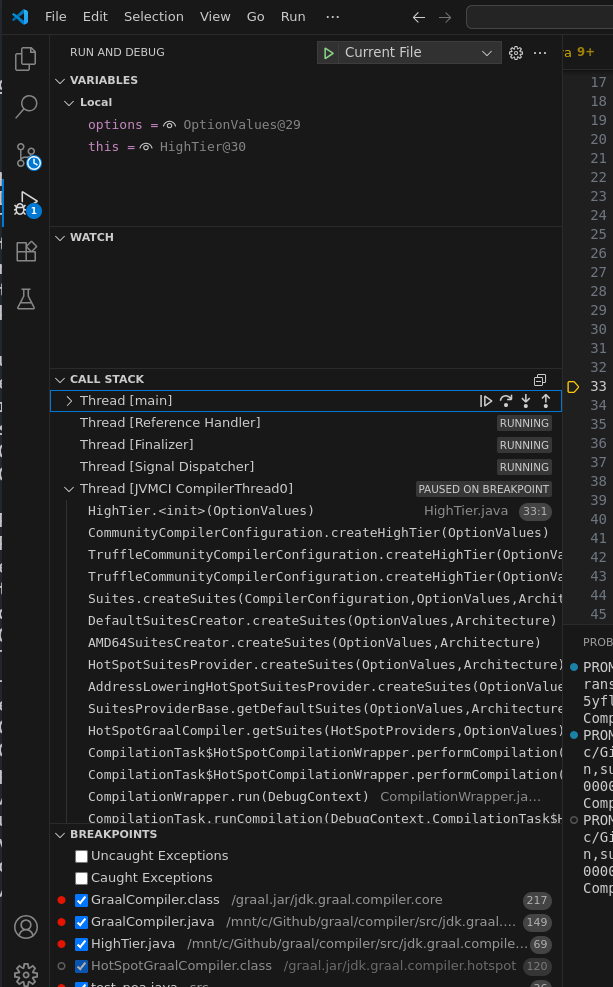 File Edit Selection View Go Run ···
RUN AND DEBUG
Current File
a 9+
VARIABLES
Local
options = OptionValues@29
this = HighTier@30
WATCH
CALL STACK
Thread [main]
Thread [Reference Handler] RUNNING
Thread [Finalizer] RUNNING
Thread [Signal Dispatcher] RUNNING
Thread [JVMCI CompilerThread0] PAUSED ON BREAKPOINT
HighTier.<init>(OptionValues) HighTier.java 33:1
CommunityCompilerConfiguration.createHighTier(OptionValues)
TruffleCommunityCompilerConfiguration.createHighTier(OptionVa
TruffleCommunityCompilerConfiguration.createHighTier(OptionVa
Suites.createSuites(CompilerConfiguration,OptionValues,Archit
DefaultSuitesCreator.createSuites(OptionValues,Architecture)
AMD64SuitesCreator.createSuites(OptionValues,Architecture)
HotSpotSuitesProvider.createSuites(OptionValues,Architecture)
AddressLoweringHotSpotSuitesProvider.createSuites(OptionValue
SuitesProviderBase.getDefaultSuites(OptionValues,Architecture
HotSpotGraalCompiler.getSuites(HotSpotProviders,OptionValues)
CompilationTask$HotSpotCompilationWrapper.performCompilation(
CompilationTask$HotSpotCompilationWrapper.performCompilation(
CompilationWrapper.run(DebugContext) CompilationWrapper.ja…
CompilationTask.runCompilation(DebugContext,CompilationTask$H
BREAKPOINTS
Uncaught Exceptions
Caught Exceptions
GraalCompiler.class /graal.jar/jdk.graal.compiler.core 217
GraalCompiler.java /mnt/c/Github/graal/compiler/src/jdk.graal.… 149
HighTier.java /mnt/c/Github/graal/compiler/src/jdk.graal.compile… 69
HotSpotGraalCompiler.class /graal.jar/jdk.graal.compiler.hotspot 120
test_pea.java src 36
1
17
18
19
20
21
22
23
24
25
26
27
28
29
30
31
32
33
34
35
36
37
38
39
40
41
42
43
44
45
PROB
PROM
rans
5yfl
Comp
PROM
c/Gi
n,su
0000
Comp
PROM
c/Gi
n,su
0000
Comp